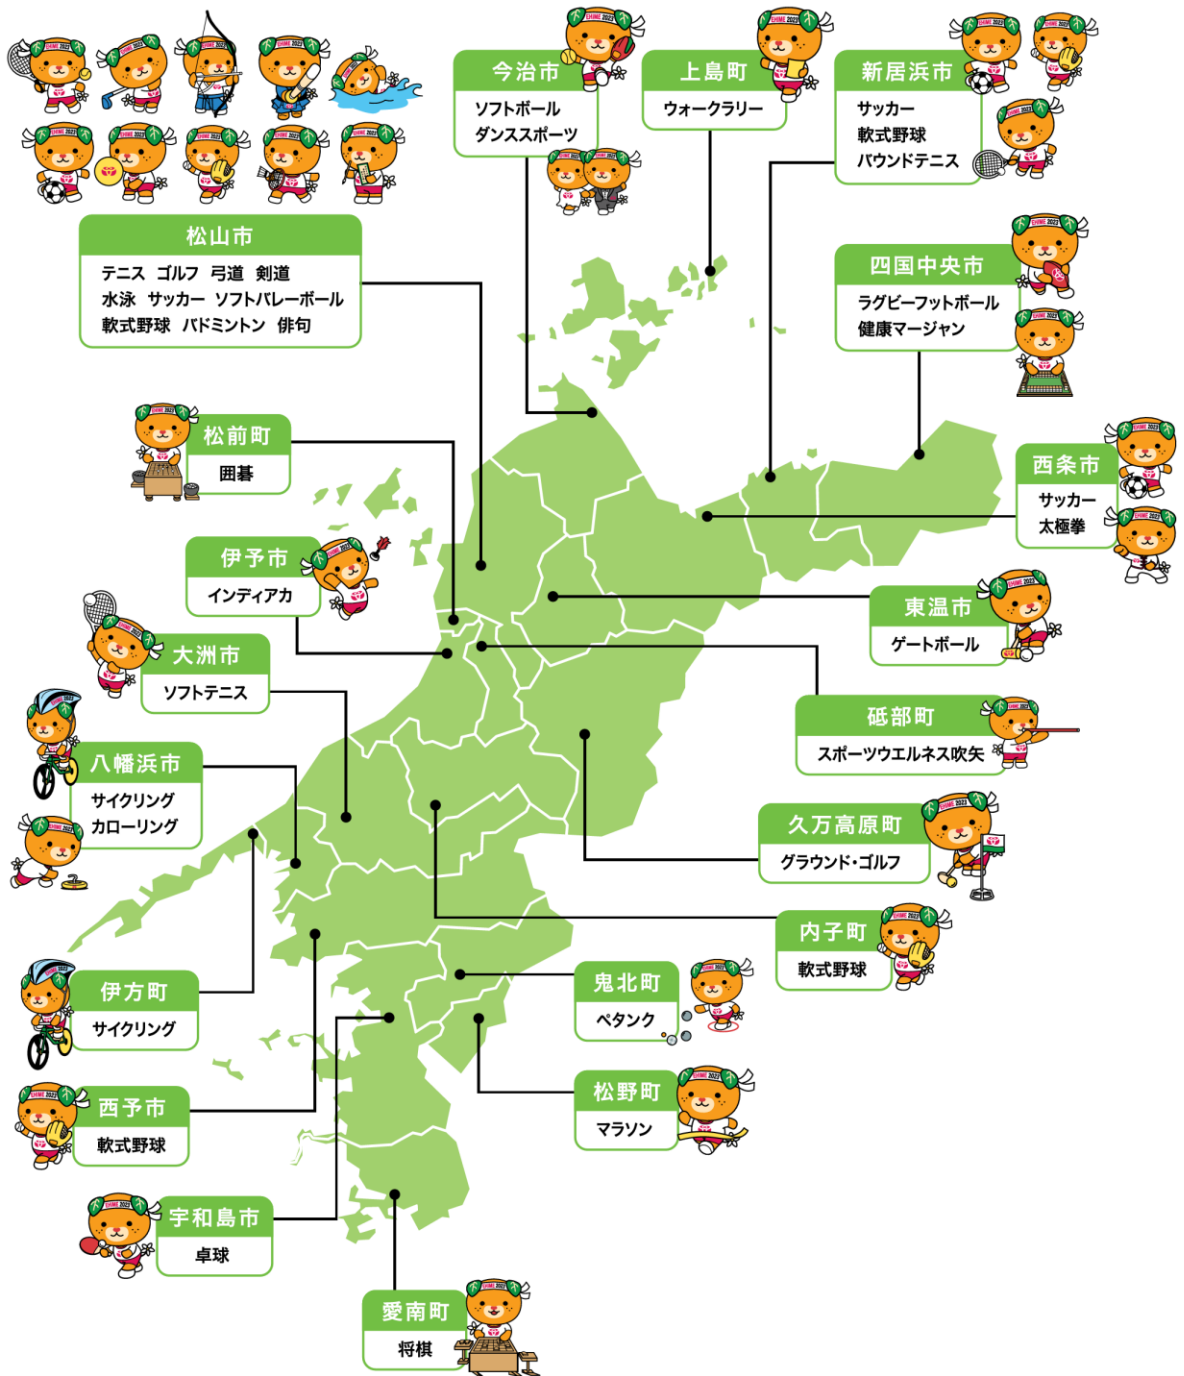 今治市
ソフトボール
ダンススポーツ
上島町
ウォークラリー
新居浜市
サッカー
軟式野球
バウンドテニス
松山市
テニス ゴルフ 弓道 剣道
水泳 サッカー ソフトバレーボール
軟式野球 バドミントン 俳句
四国中央市
ラグビーフットボール
健康マージャン
松前町
囲碁
西条市
サッカー
太極拳
伊予市
インディアカ
東温市
ゲートボール
大洲市
ソフトテニス
砥部町
スポーツウエルネス吹矢
八幡浜市
サイクリング
カローリング
久万高原町
グラウンド・ゴルフ
内子町
軟式野球
伊方町
サイクリング
鬼北町
ペタンク
松野町
マラソン
西予市
軟式野球
宇和島市
卓球
愛南町
将棋